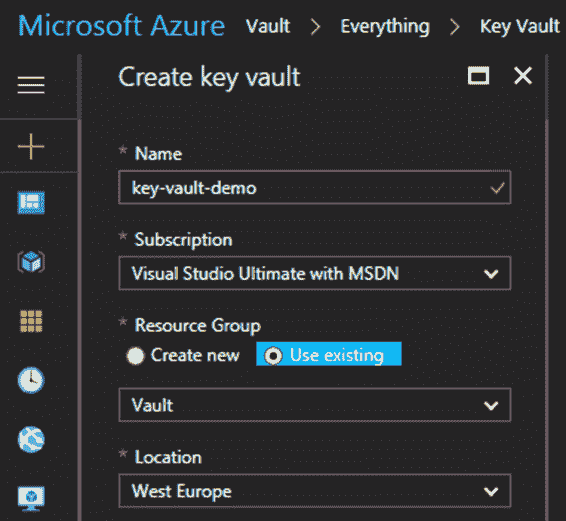 Microsoft Azure Vault > Everything > Key Vault
Create key vault
* Name
key-vault-demo
* Subscription
Visual Studio Ultimate with MSDN
* Resource Group
Create new Use existing
Vault
* Location
West Europe